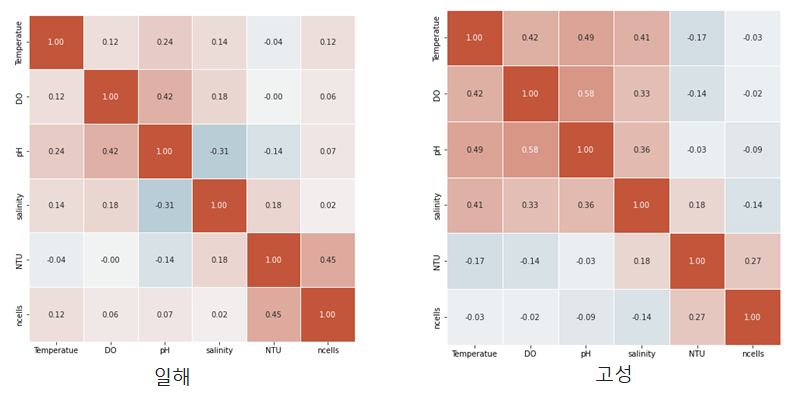 Temperatue 1.00 0.12 0.24 0.14 -0.04 0.12
DO 0.12 1.00 0.42 0.18 -0.00 0.06
pH 0.24 0.42 1.00 -0.31 -0.14 0.07
salinity 0.14 0.18 -0.31 1.00 0.18 0.02
NTU -0.04 -0.00 -0.14 0.18 1.00 0.45
ncells 0.12 0.06 0.07 0.02 0.45 1.00
Temperatue DO pH salinity NTU ncells
일해
Temperatue 1.00 0.42 0.49 0.41 -0.17 -0.03
DO 0.42 1.00 0.58 0.33 -0.14 -0.02
pH 0.49 0.58 1.00 0.36 -0.03 -0.09
salinity 0.41 0.33 0.36 1.00 0.18 -0.14
NTU -0.17 -0.14 -0.03 0.18 1.00 0.27
ncells -0.03 -0.02 -0.09 -0.14 0.27 1.00
Temperatue DO pH salinity NTU ncells
고성